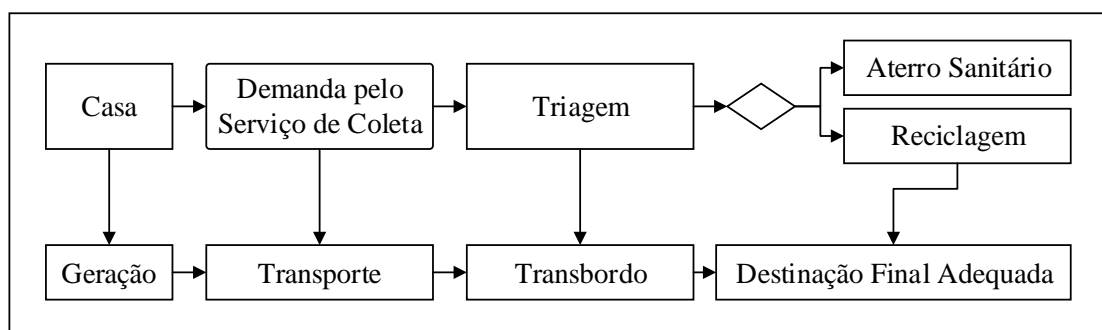 Casa
Demanda pelo
Serviço de Coleta
Triagem
Aterro Sanitário
Reciclagem
Geração
Transporte
Transbordo
Destinação Final Adequada